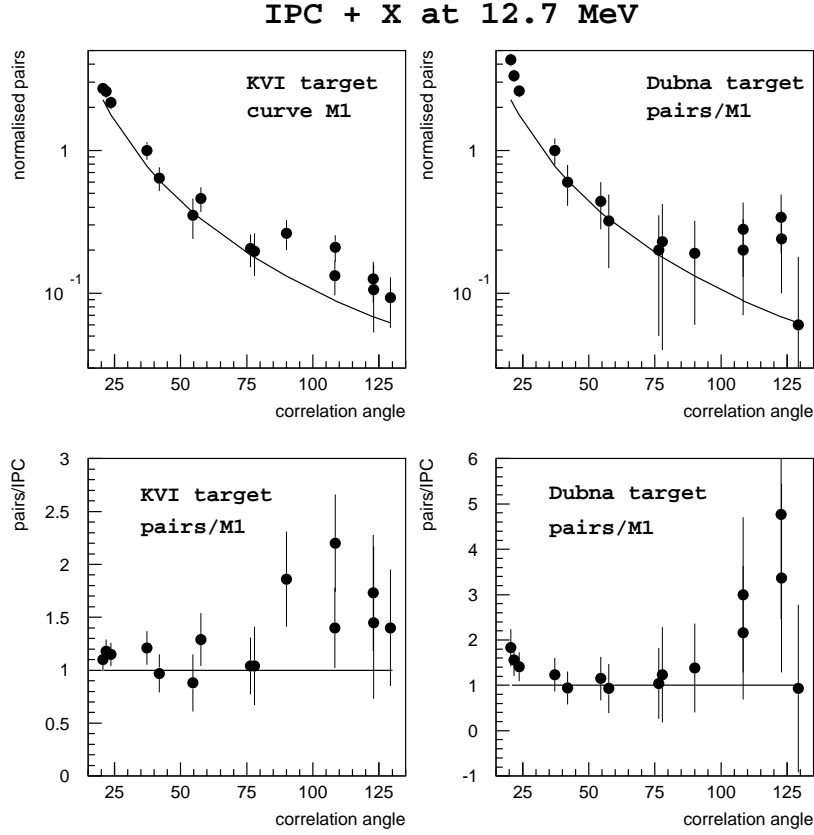 IPC + X at 12.7 MeV
normalised pairs
KVI target
curve M1
1
10 -1
25 50 75 100 125
correlation angle
normalised pairs
Dubna target
pairs/M1
1
10 -1
25 50 75 100 125
correlation angle
pairs/IPC
KVI target
pairs/M1
3
2.5
2
1.5
1
0.5
0
25 50 75 100 125
correlation angle
pairs/IPC
Dubna target
pairs/M1
6
5
4
3
2
1
0
-1
25 50 75 100 125
correlation angle